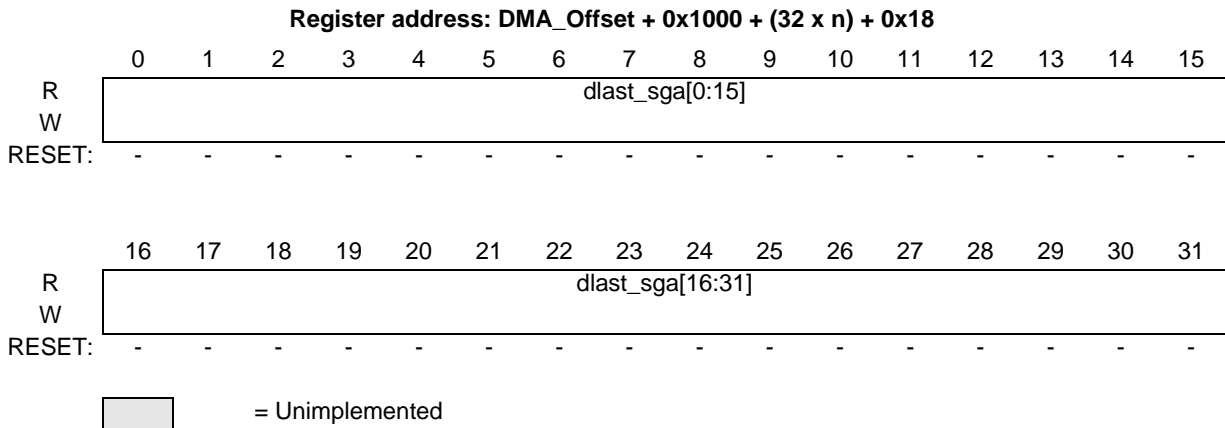 Register address: DMA_Offset + 0x1000 + (32 x n) + 0x18
0 1 2 3 4 5 6 7 8 9 10 11 12 13 14 15
R dlast_sga[0:15]
W
RESET: - - - - - - - - - - - - - - - -
16 17 18 19 20 21 22 23 24 25 26 27 28 29 30 31
R dlast_sga[16:31]
W
RESET: - - - - - - - - - - - - - - - -
= Unimplemented